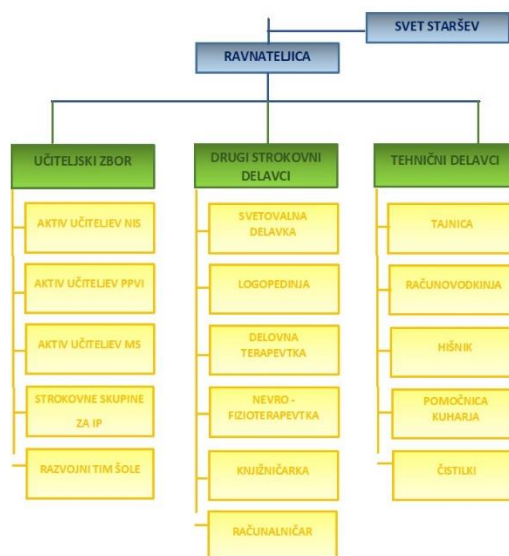 SVET STARŠEV
RAVNATELJICA
UČITELJSKI ZBOR
AKTIV UČITELJEV NIS
AKTIV UČITELJEV PPVI
AKTIV UČITELJEV MS
STROKOVNE SKUPINE
ZA IP
RAZVOJNI TIM ŠOLE
DRUGI STROKOVNI
DELAVCI
SVETOVALNA
DELAVKA
LOGOPEDINJA
DELOVNA
TERAPEVTKA
NEVRO -
FIZIOTERAPEVTKA
KNJIŽNIČARKA
RAČUNALNIČAR
TEHNIČNI DELAVCI
TAJNICA
RAČUNOVODKINJA
HIŠNIK
POMOČNICA
KUHARJA
ČISTILKI